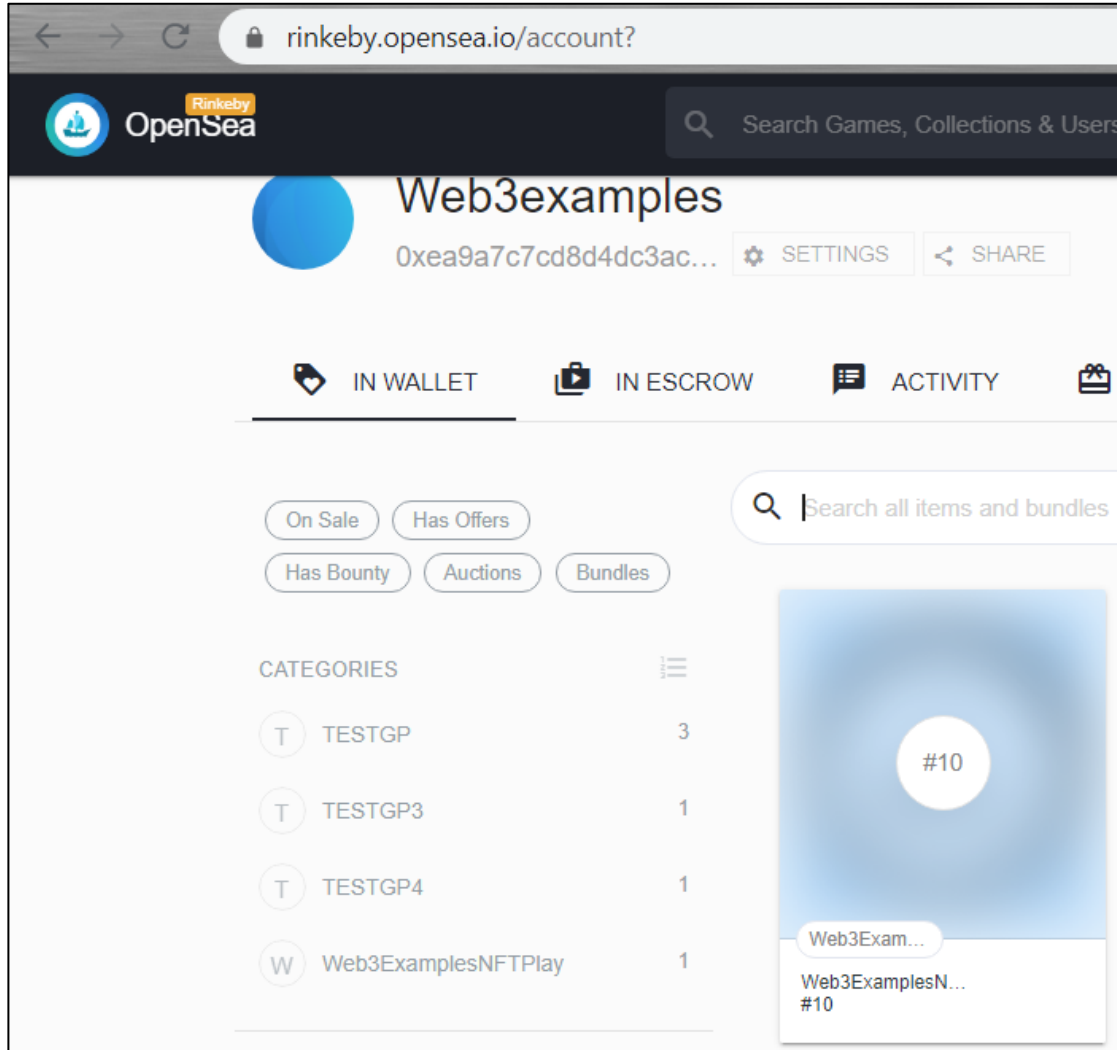 rinkeby.opensea.io/account?
Rinkeby
OpenSea
Search Games, Collections & Users
Web3examples
0xea9a7c7cd8d4dc3ac... SETTINGS SHARE
IN WALLET IN ESCROW ACTIVITY
Search all items and bundles
On Sale Has Offers
Has Bounty Auctions Bundles
CATEGORIES
T TESTGP 3
T TESTGP3 1
T TESTGP4 1
W Web3ExamplesNFTPlay 1
#10
Web3Exam...
Web3ExamplesN...
#10